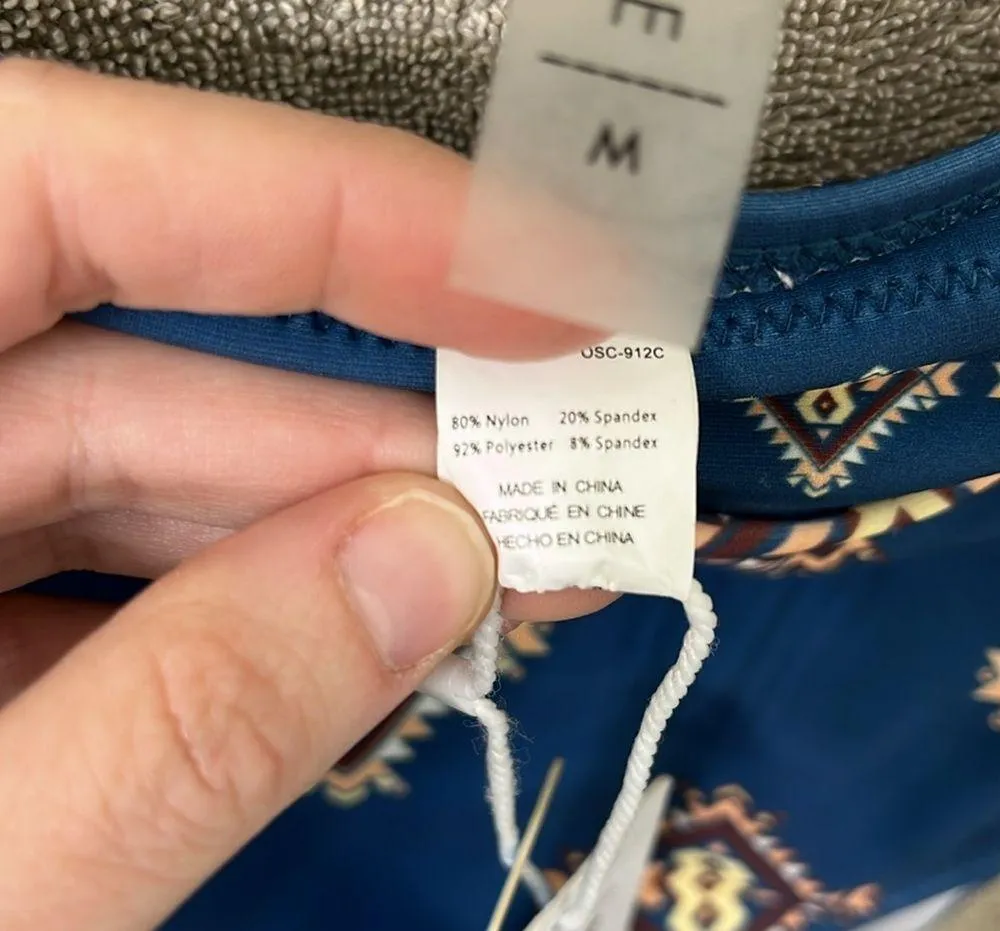 E
M
OSC-912C
80% Nylon 20% Spandex
92% Polyester 8% Spandex
MADE IN CHINA
FABRIQUÉ EN CHINE
HECHO EN CHINA